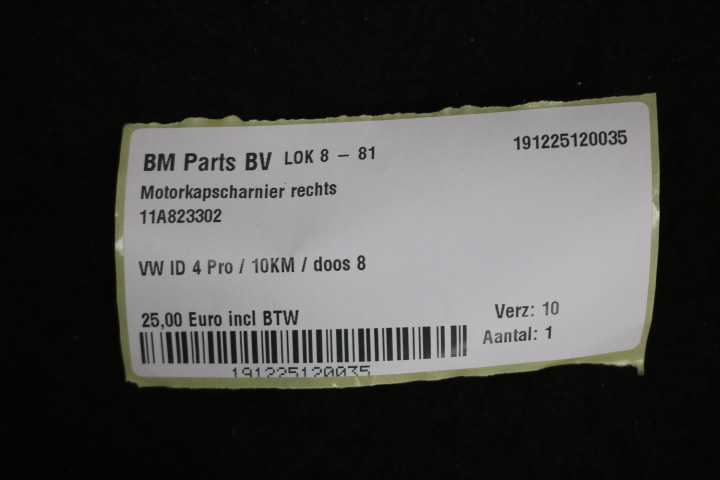 BM Parts BV LOK 8 – 81 191225120035
Motorkapscharnier rechts
11A823302
VW ID 4 Pro / 10KM / doos 8
25,00 Euro incl BTW Verz: 10
Aantal: 1
191225120035